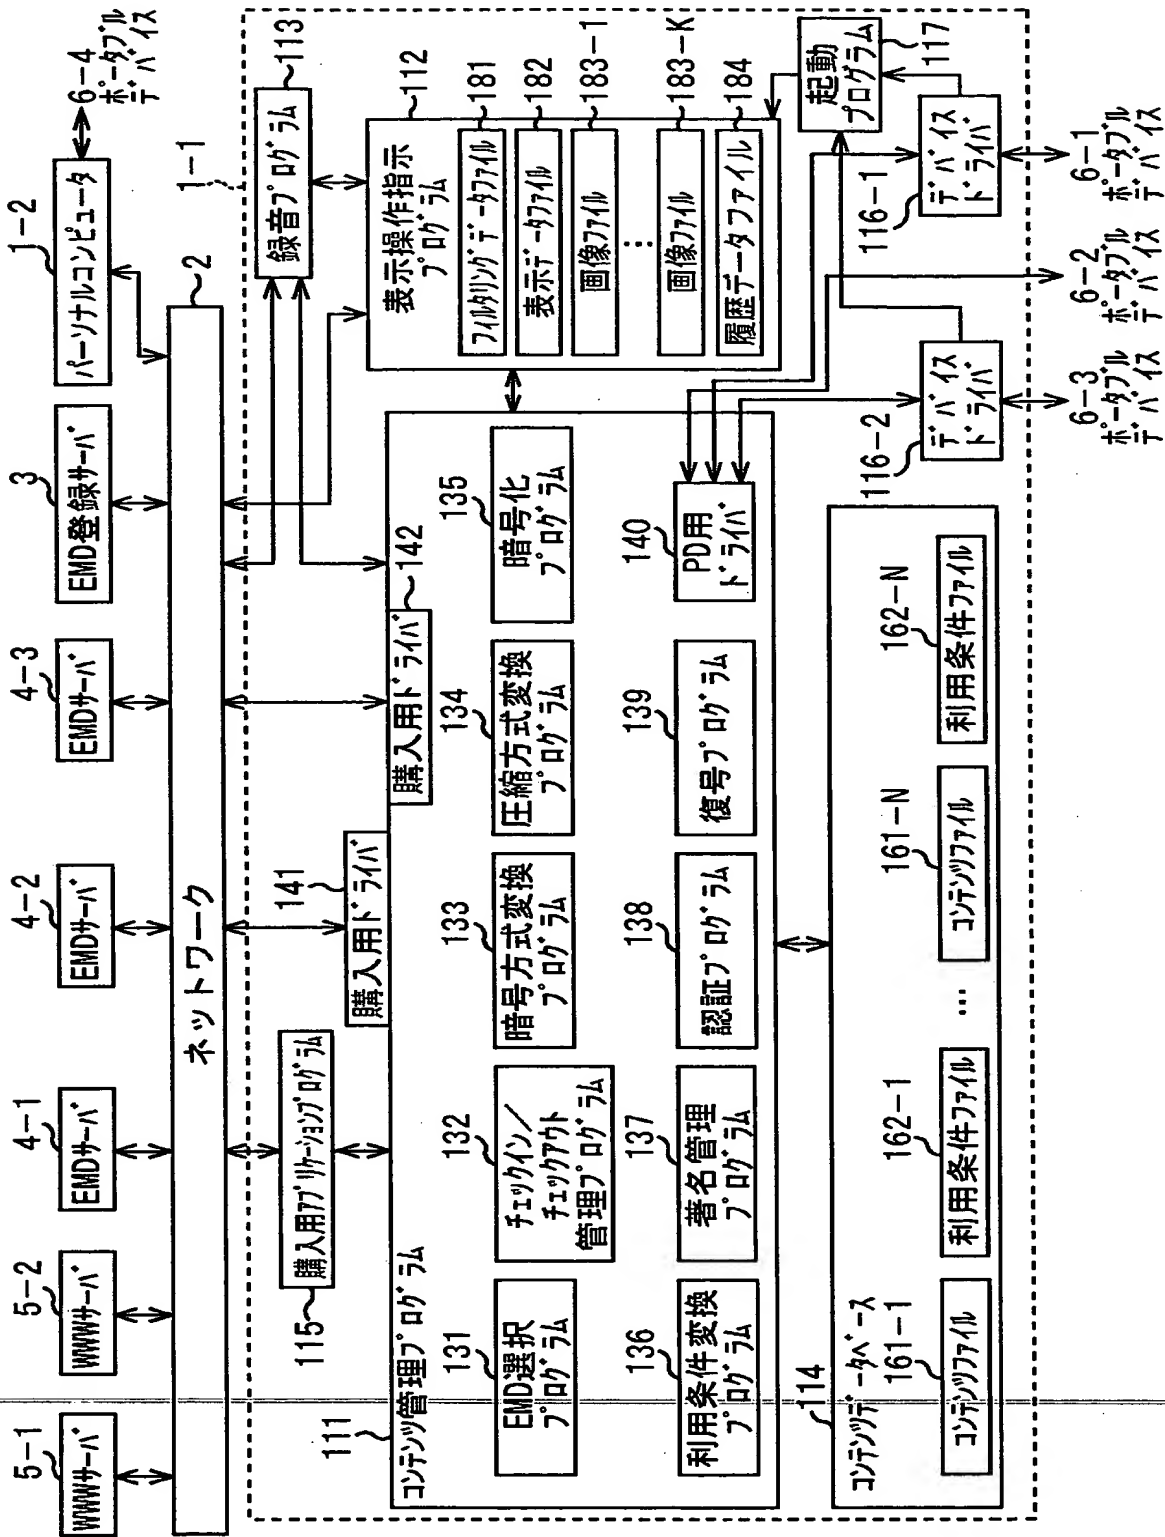 5-1
WWWサーバ
5-2
WWWサーバ
4-1
EMDサーバ
4-2
EMDサーバ
4-3
EMDサーバ
3
EMD登録サーバ
1-2
パーソナルコンピュータ
6-4
ポータブル
デバイス
ネットワーク
2
1-1
115
購入用アプリケーションプログラム
141
購入用ドライバ
142
購入用ドライバ
録音プログラム
113
111
コンテンツ管理プログラム
131
EMD選択
プログラム
132
チェックイン/
チェックアウト
管理プログラム
133
暗号方式変換
プログラム
134
圧縮方式変換
プログラム
135
暗号化
プログラム
136
利用条件変換
プログラム
137
著名管理
プログラム
138
認証プログラム
139
復号プログラム
140
PD用
ドライバ
112
表示操作指示
プログラム
フィルタリングデータファイル
181
表示データファイル
182
画像ファイル
183-1
⋮
画像ファイル
183-K
履歴データファイル
184
起動
プログラム
117
114
コンテンツデータベース
161-1
コンテンツファイル
162-1
利用条件ファイル
…
161-N
コンテンツファイル
162-N
利用条件ファイル
116-2
デバイス
ドライバ
116-1
デバイス
ドライバ
6-3
ポータブル
デバイス
6-2
ポータブル
デバイス
6-1
ポータブル
デバイス